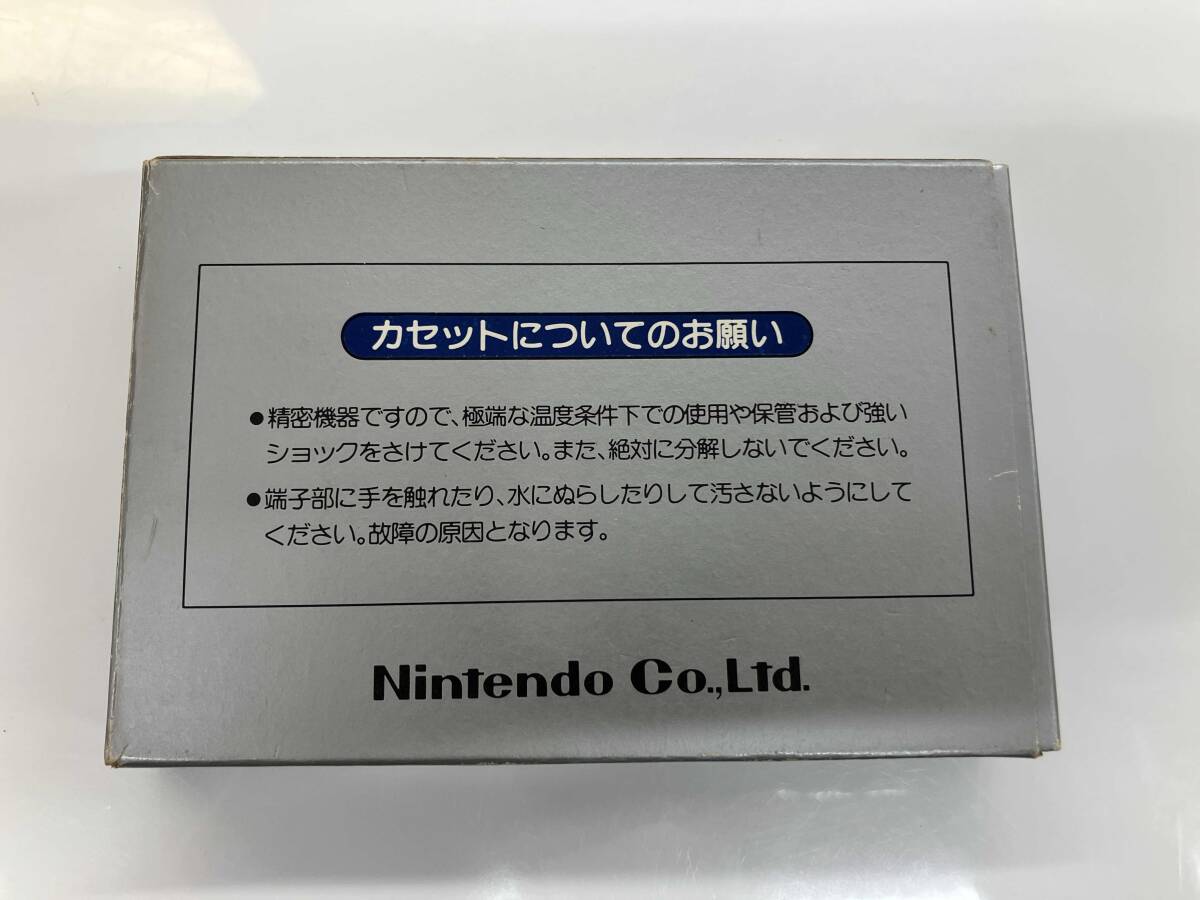 カセットについてのお願い
●精密機器ですので、極端な温度条件下での使用や保管および強い
ショックをさけてください。また、絶対に分解しないでください。
●端子部に手を触れたり、水にぬらしたりして汚さないようにして
ください。故障の原因となります。
Nintendo Co.,Ltd.